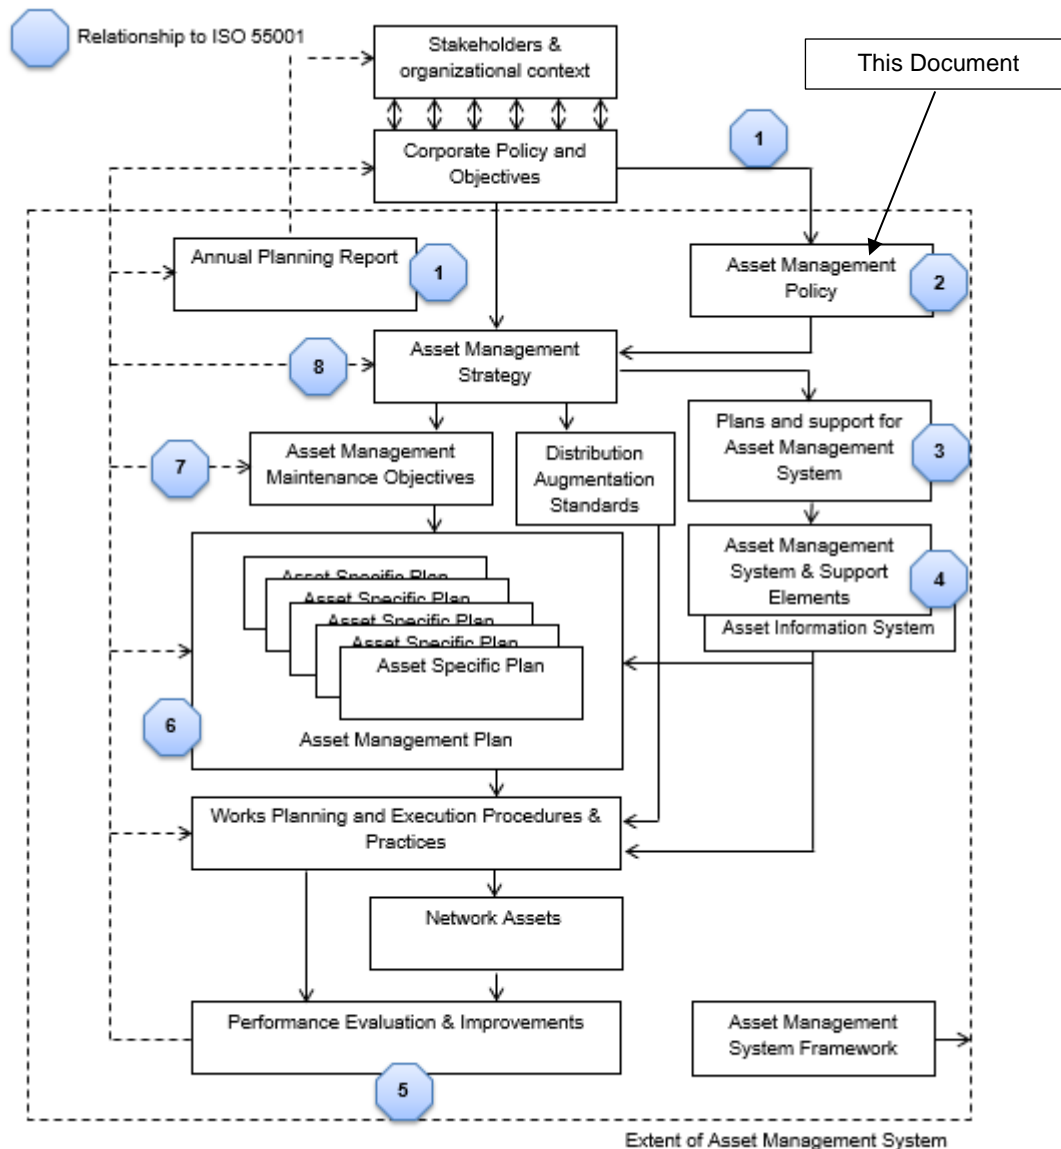 Relationship to ISO 55001
Stakeholders &
organizational context
This Document
1
Corporate Policy and
Objectives
Annual Planning Report
1
Asset Management
Policy
2
8
Asset Management
Strategy
Plans and support for
Asset Management
System
3
7
Asset Management
Maintenance Objectives
Distribution
Augmentation
Standards
Asset Management
System & Support
Elements
4
Asset Information System
Asset Specific Plan
Asset Specific Plan
Asset Specific Plan
Asset Specific Plan
Asset Specific Plan
6
Asset Management Plan
Works Planning and Execution Procedures &
Practices
Network Assets
Performance Evaluation & Improvements
5
Asset Management
System Framework
Extent of Asset Management System